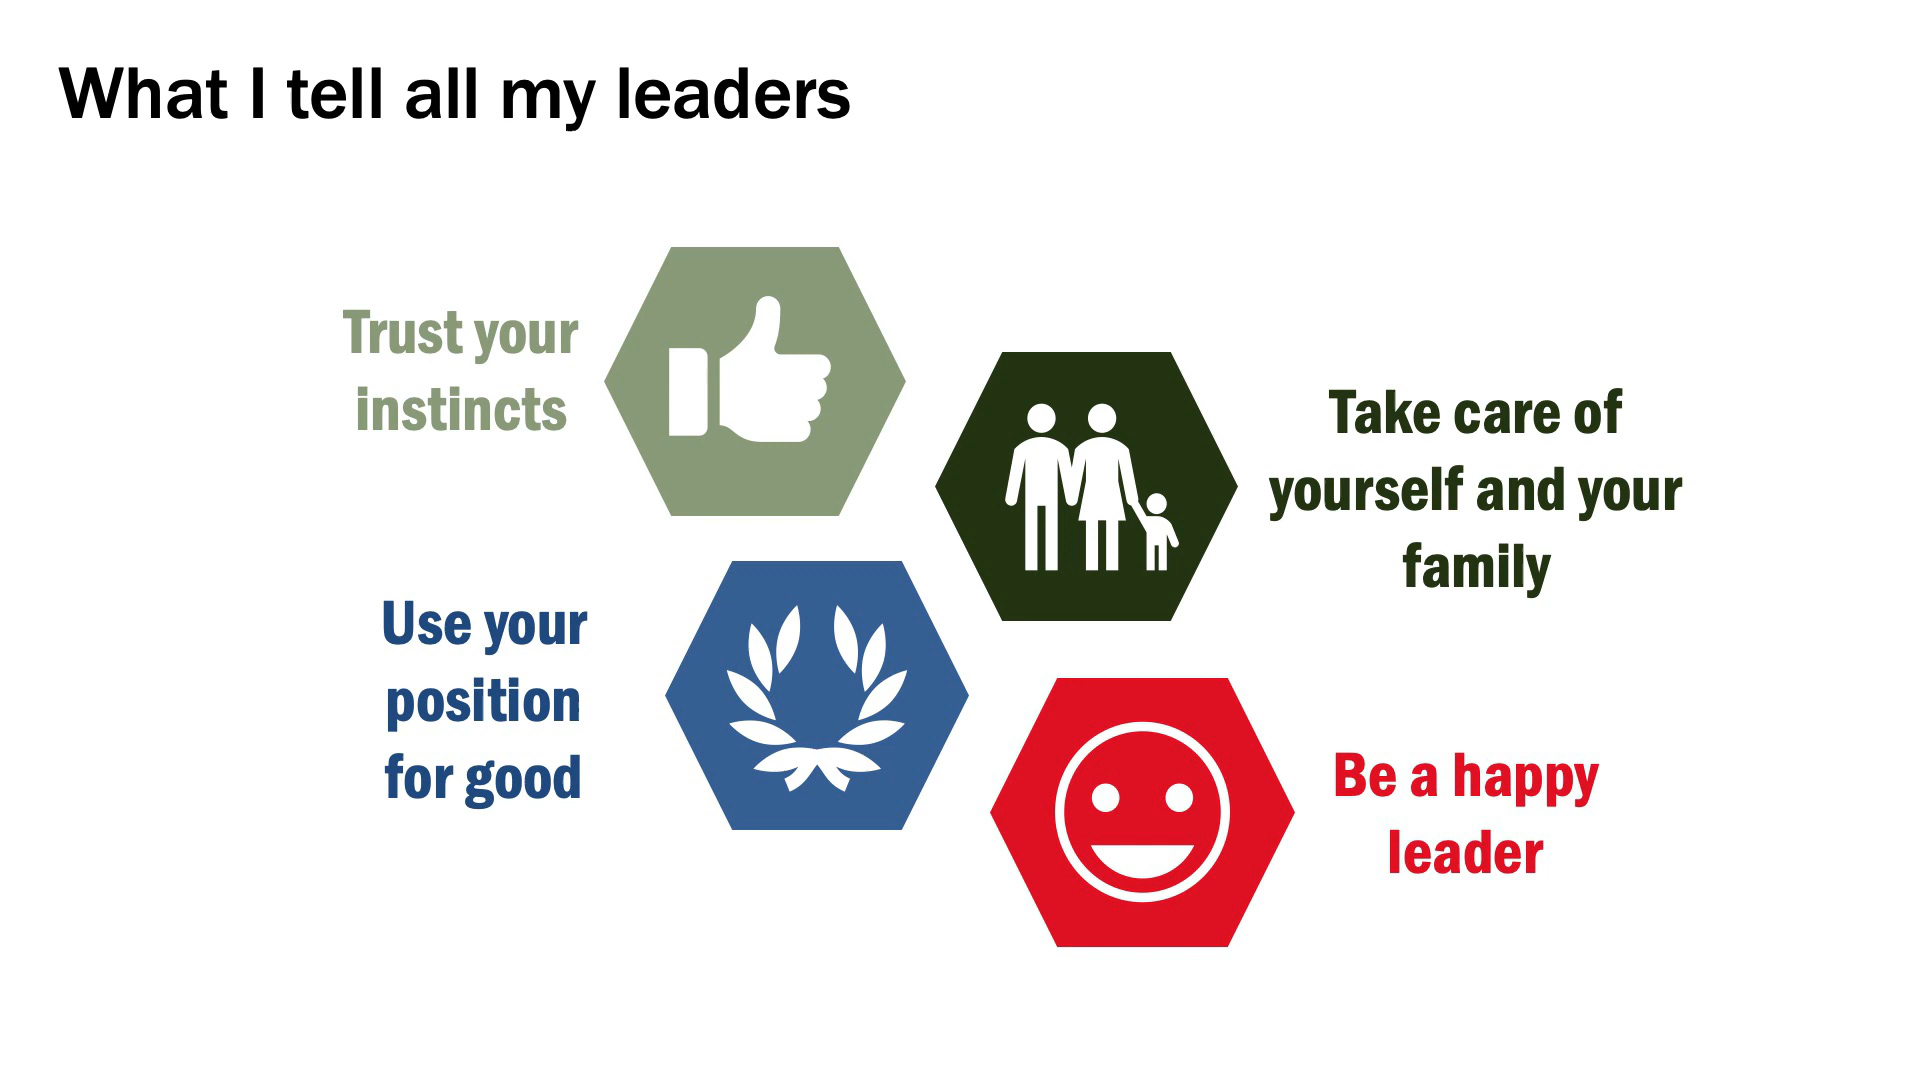 What I tell all my leaders
Trust your
instincts
Take care of
yourself and your
family
Use your
position
for good
Be a happy
leader